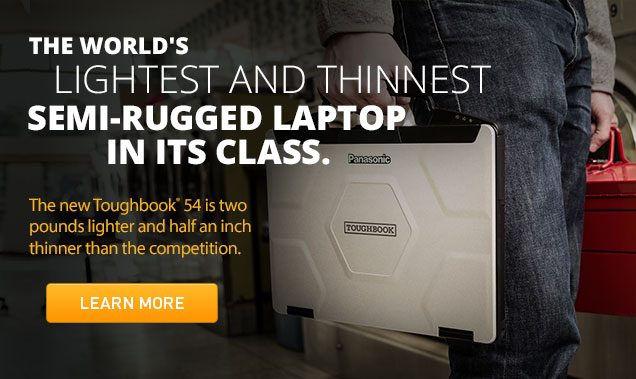 THE WORLD'S
LIGHTEST AND THINNEST
SEMI-RUGGED LAPTOP
IN ITS CLASS.
Panasonic
TOUGHBOOK
The new Toughbook® 54 is two
pounds lighter and half an inch
thinner than the competition.
LEARN MORE